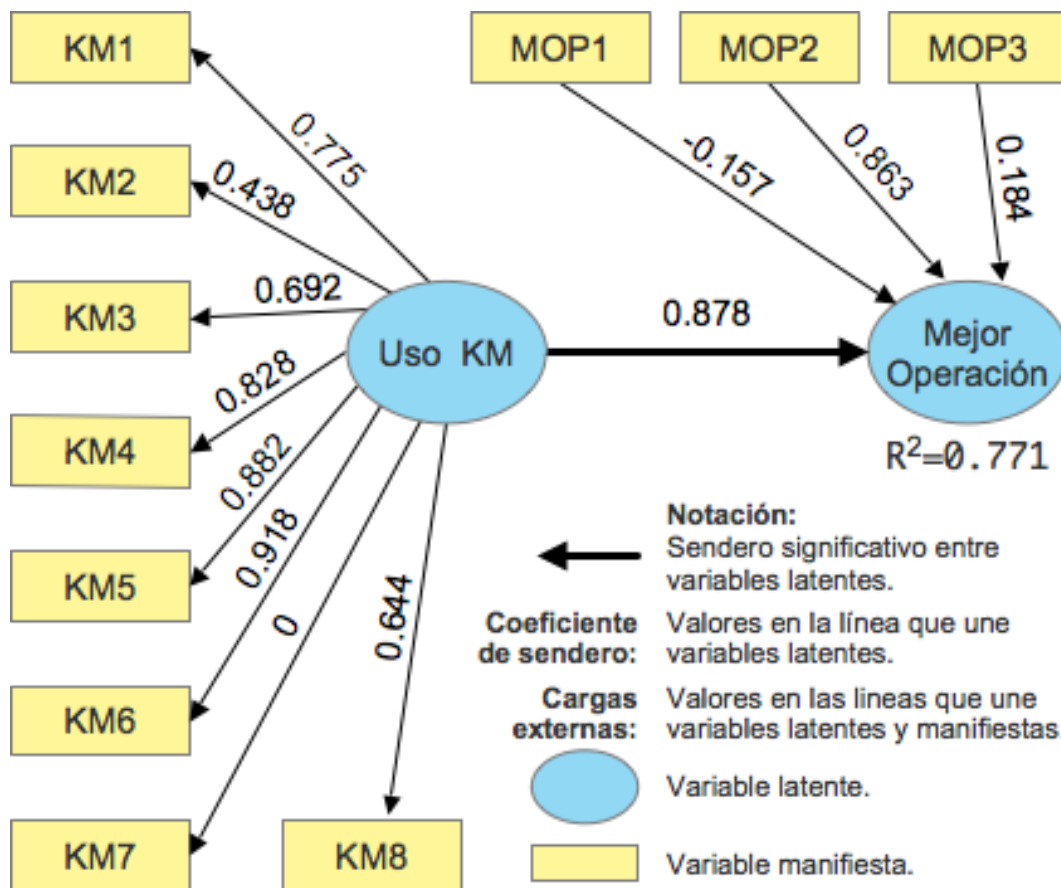 KM1
MOP1
MOP2
MOP3
0.775
-0.157
0.863
0.184
KM2
0.438
KM3
0.692
Uso KM
0.878
Mejor
Operación
R²=0.771
KM4
0.828
KM5
0.882
KM6
0.918
KM7
0
KM8
0.644
Notación:
Sendero significativo entre
variables latentes.
Coeficiente
de sendero:
Valores en la línea que une
variables latentes.
Cargas
externas:
Valores en las lineas que une
variables latentes y manifiestas
Variable latente.
Variable manifiesta.